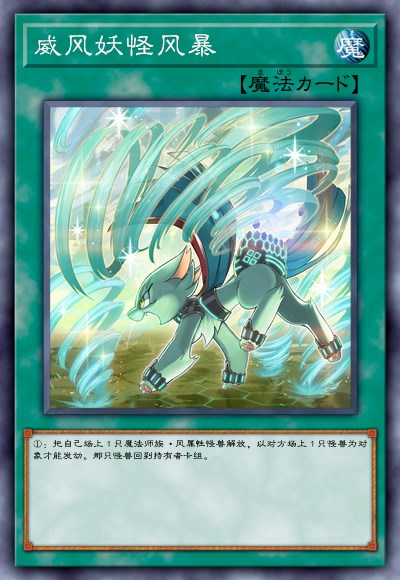 威风妖怪风暴
魔
【魔法カード】
ま ほう
①：把自己场上１只魔法师族·风属性怪兽解放，以对方场上１只怪兽为对
象才能发动。那只怪兽回到持有者卡组。